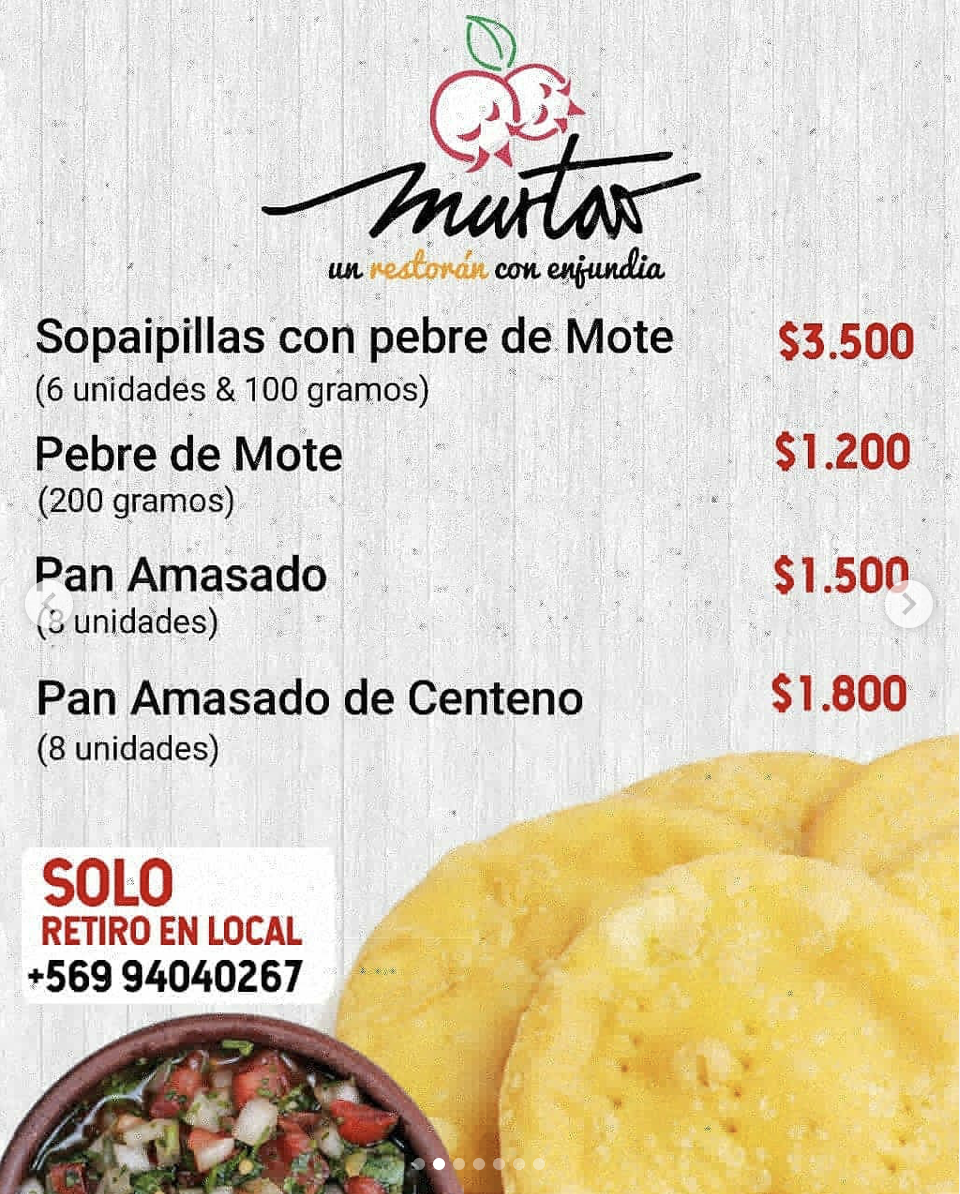 murtao
un restorán con enjundia
Sopaipillas con pebre de Mote $3.500
(6 unidades & 100 gramos)
Pebre de Mote $1.200
(200 gramos)
Pan Amasado $1.500
(8 unidades)
Pan Amasado de Centeno $1.800
(8 unidades)
SOLO
RETIRO EN LOCAL
+569 94040267